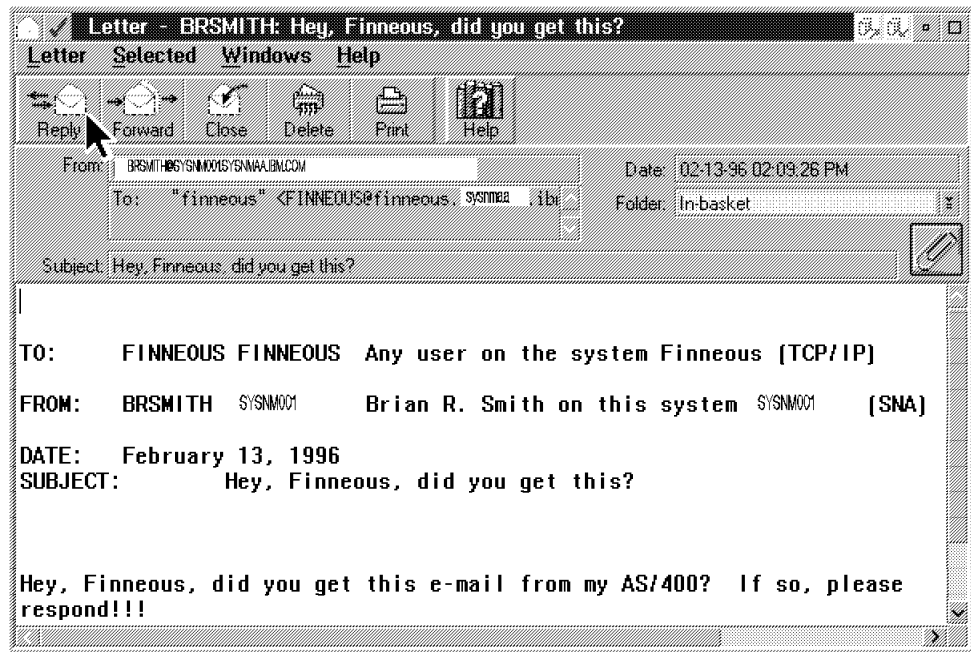 Letter - BRSMITH: Hey, Finneous, did you get this?
Letter Selected Windows Help
Reply Forward Close Delete Print Help
From: BRSMITH@SYSNM001SYSNMAA.IBM.COM
Date: 02-13-96 02:09:26 PM
To: "finneous" <FINNEOUS@finneous. sysnmaa .ib
Folder: In-basket
Subject: Hey, Finneous, did you get this?
TO: FINNEOUS FINNEOUS Any user on the system Finneous (TCP/IP)
FROM: BRSMITH SYSNM001 Brian R. Smith on this system SYSNM001 (SNA)
DATE: February 13, 1996
SUBJECT: Hey, Finneous, did you get this?
Hey, Finneous, did you get this e-mail from my AS/400? If so, please
respond!!!